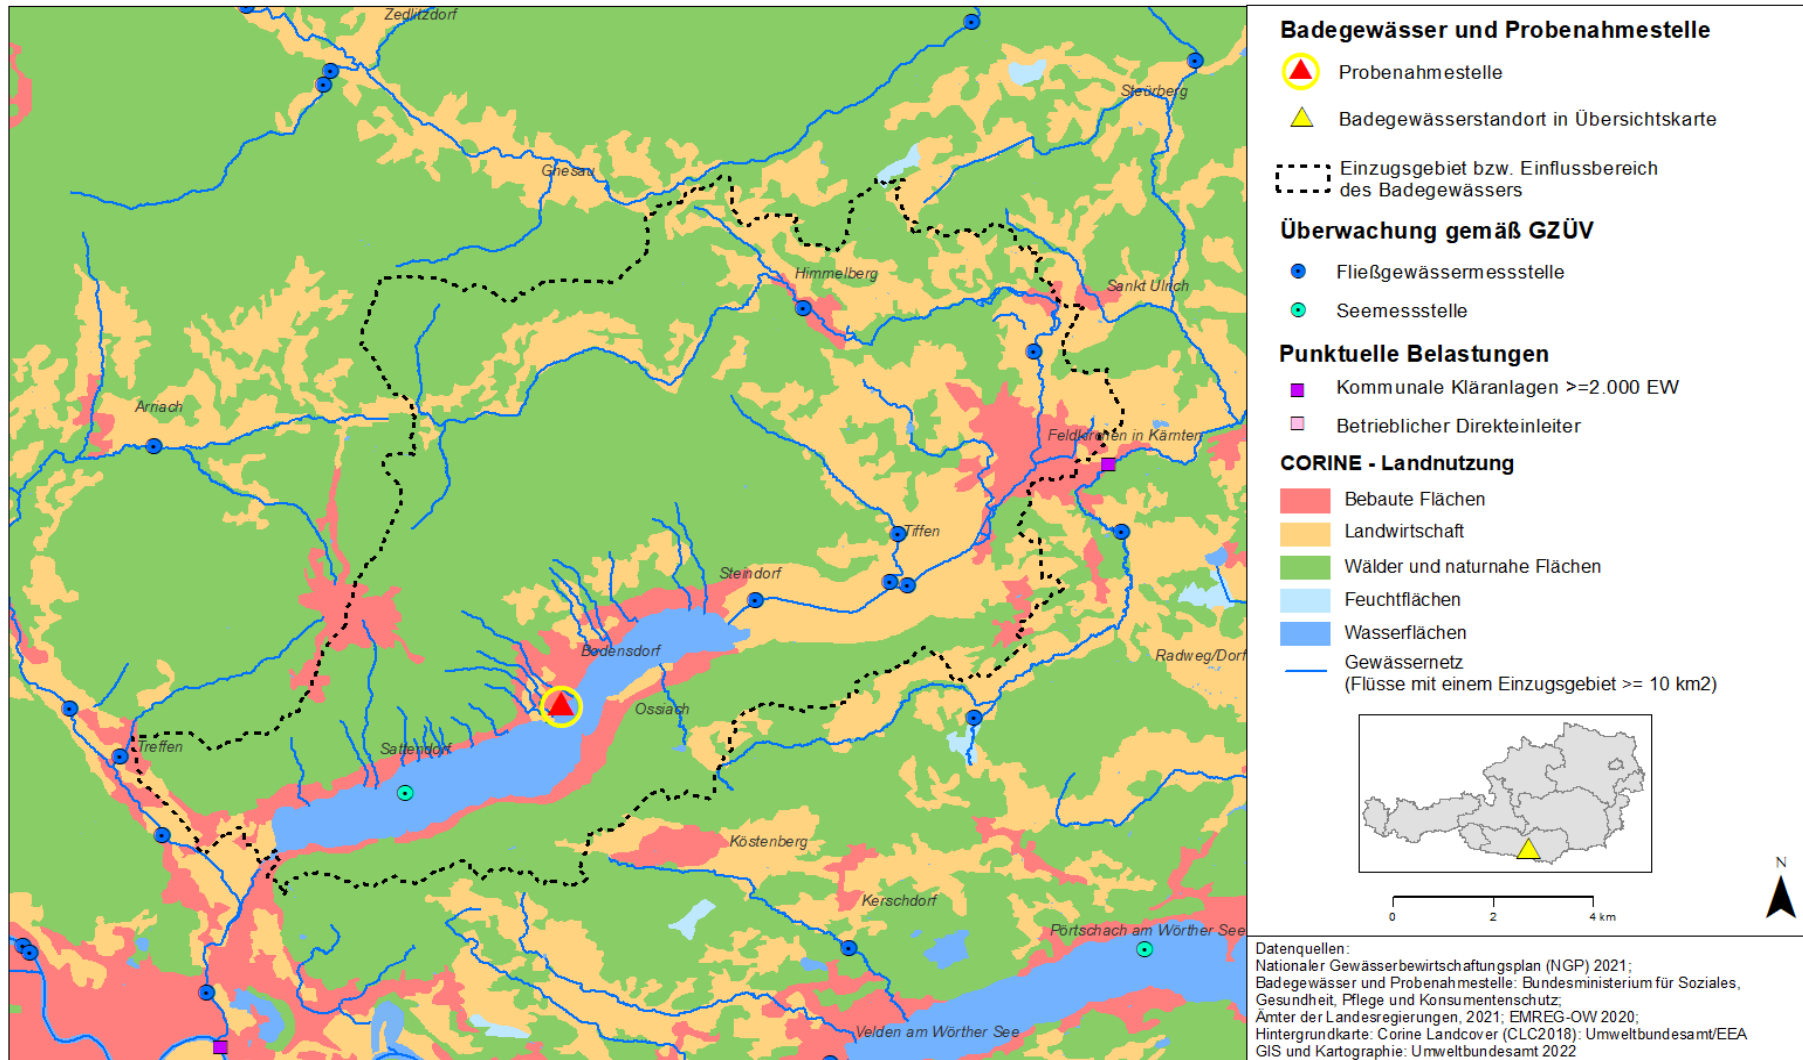 Zedlitzdorf
Steürberg
Ghesau
Himmelberg
Sankt Ulrich
Arriach
Feldkirchen in Kärnten
Tiffen
Steindorf
Bodensdorf
Radweg/Dorf
Ossiach
Treffen
Sattendorf
Köstenberg
Kerschdorf
Pörtschach am Wörther See
Velden am Wörther See
Badegewässer und Probenahmestelle
Probenahmestelle
Badegewässerstandort in Übersichtskarte
Einzugsgebiet bzw. Einflussbereich
des Badegewässers
Überwachung gemäß GZÜV
Fließgewässermessstelle
Seemessstelle
Punktuelle Belastungen
Kommunale Kläranlagen >=2.000 EW
Betrieblicher Direkteinleiter
CORINE - Landnutzung
Bebaute Flächen
Landwirtschaft
Wälder und naturnahe Flächen
Feuchtflächen
Wasserflächen
Gewässernetz
(Flüsse mit einem Einzugsgebiet >= 10 km2)
N
0 2 4 km
Datenquellen:
Nationaler Gewässerbewirtschaftungsplan (NGP) 2021;
Badegewässer und Probenahmestelle: Bundesministerium für Soziales,
Gesundheit, Pflege und Konsumentenschutz;
Ämter der Landesregierungen, 2021; EMREG-OW 2020;
Hintergrundkarte: Corine Landcover (CLC2018): Umweltbundesamt/EEA
GIS und Kartographie: Umweltbundesamt 2022